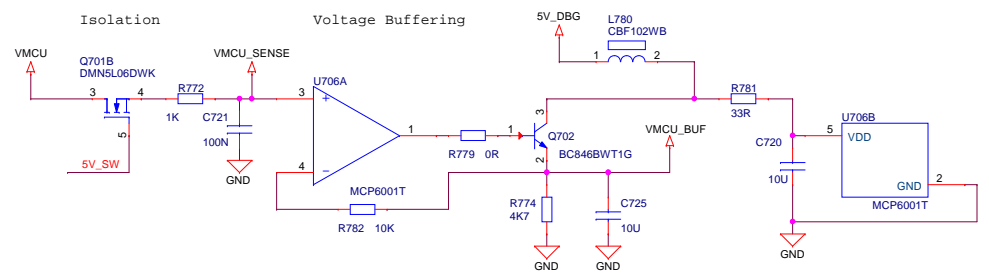 Isolation
Voltage Buffering
5V_DBG
L780
CBF102WB
1
2
VMCU
Q701B
DMN5L06DWK
3
4
5
5V_SW
R772
1K
VMCU_SENSE
C721
100N
GND
U706A
3
+
4
−
1
MCP6001T
R782
10K
R779
0R
1
3
2
Q702
BC846BWT1G
VMCU_BUF
R774
4K7
GND
C725
10U
GND
R781
33R
C720
10U
GND
U706B
5
VDD
GND
2
MCP6001T